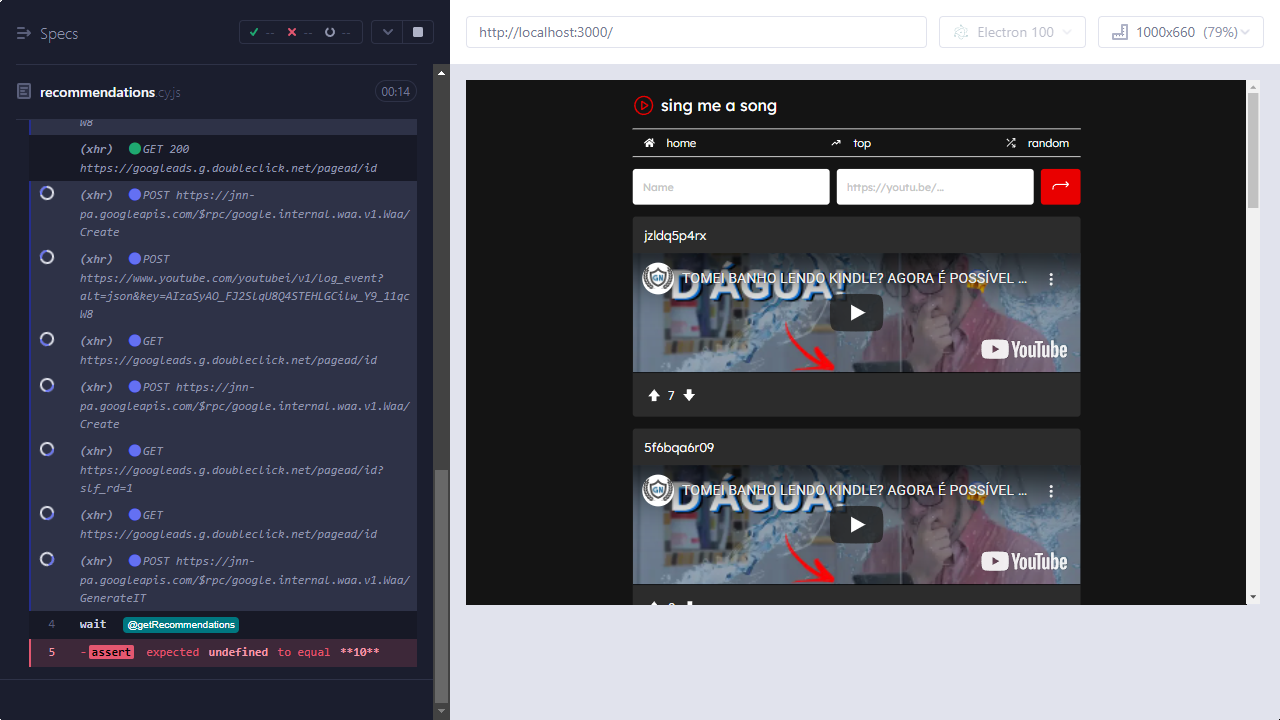 Specs
-- -- --
recommendations cy.js
00:14
W8
(xhr) GET 200
https://googleads.g.doubleclick.net/pagead/id
(xhr) POST https://jnn-
pa.googleapis.com/$rpc/google.internal.waa.v1.Waa/
Create
(xhr) POST
https://www.youtube.com/youtubei/v1/log_event?
alt=json&key=AIzaSyAO_FJ2SlqU8Q4STEHLGCilw_Y9_11qc
W8
(xhr) GET
https://googleads.g.doubleclick.net/pagead/id
(xhr) POST https://jnn-
pa.googleapis.com/$rpc/google.internal.waa.v1.Waa/
Create
(xhr) GET
https://googleads.g.doubleclick.net/pagead/id?
slf_rd=1
(xhr) GET
https://googleads.g.doubleclick.net/pagead/id
(xhr) POST https://jnn-
pa.googleapis.com/$rpc/google.internal.waa.v1.Waa/
GenerateIT
4 wait @getRecommendations
5 -assert expected undefined to equal **10**
http://localhost:3000/
Electron 100
1000x660 (79%)
sing me a song
home
top
random
Name
https://youtu.be/...
jzldq5p4rx
GN
TOMEI BANHO LENDO KINDLE? AGORA É POSSÍVEL ...
D'ÁGUA!
YouTube
7
5f6bqa6r09
GN
TOMEI BANHO LENDO KINDLE? AGORA É POSSÍVEL ...
D'ÁGUA!
YouTube